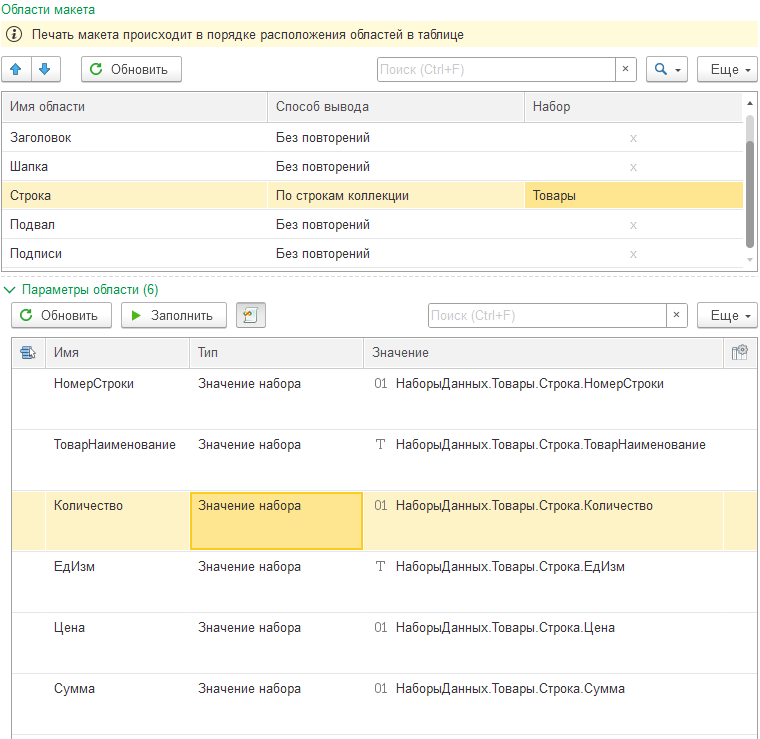 Области макета
Печать макета происходит в порядке расположения областей в таблице
Обновить Поиск (Ctrl+F) × Еще
Имя области Способ вывода Набор
Заголовок Без повторений x
Шапка Без повторений x
Строка По строкам коллекции Товары
Подвал Без повторений x
Подписи Без повторений x
Параметры области (6)
Обновить Заполнить Поиск (Ctrl+F) × Еще
Имя Тип Значение
НомерСтроки Значение набора 01 НаборыДанных.Товары.Строка.НомерСтроки
ТоварНаименование Значение набора T НаборыДанных.Товары.Строка.ТоварНаименование
Количество Значение набора 01 НаборыДанных.Товары.Строка.Количество
ЕдИзм Значение набора T НаборыДанных.Товары.Строка.ЕдИзм
Цена Значение набора 01 НаборыДанных.Товары.Строка.Цена
Сумма Значение набора 01 НаборыДанных.Товары.Строка.Сумма